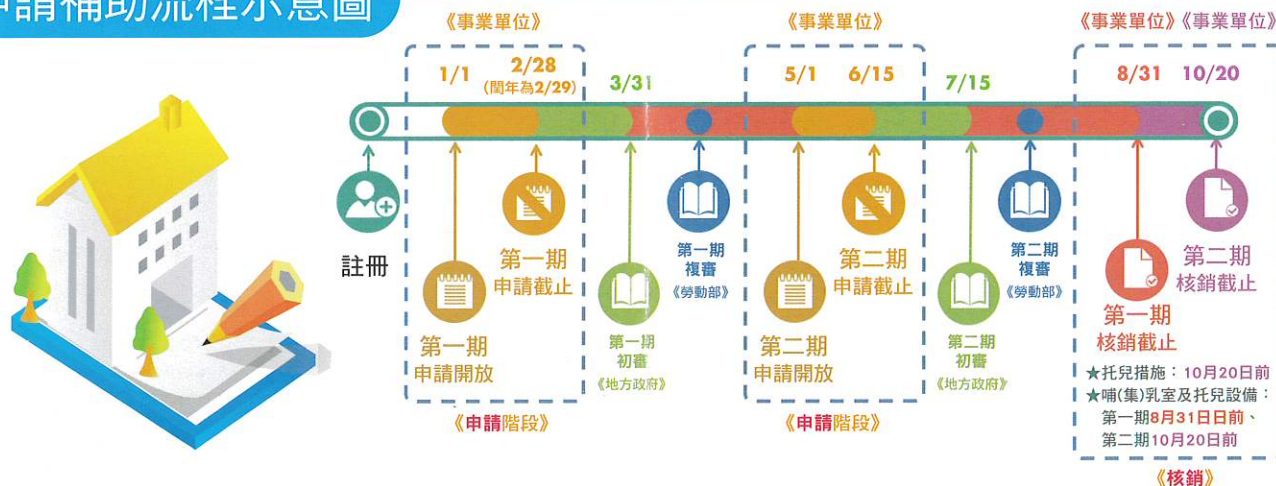 申請補助流程示意圖
《事業單位》
《事業單位》
《事業單位》
《事業單位》
1/1
2/28
(閏年為2/29)
3/31
5/1
6/15
7/15
8/31
10/20
註冊
第一期
申請開放
第一期
申請截止
第一期
初審
《地方政府》
第一期
複審
《勞動部》
第二期
申請開放
第二期
申請截止
第二期
初審
《地方政府》
第二期
複審
《勞動部》
第一期
核銷截止
第二期
核銷截止
★托兒措施：10月20日前
★哺(集)乳室及托兒設備：
第一期8月31日日前、
第二期10月20日前
《申請階段》
《申請階段》
《核銷》